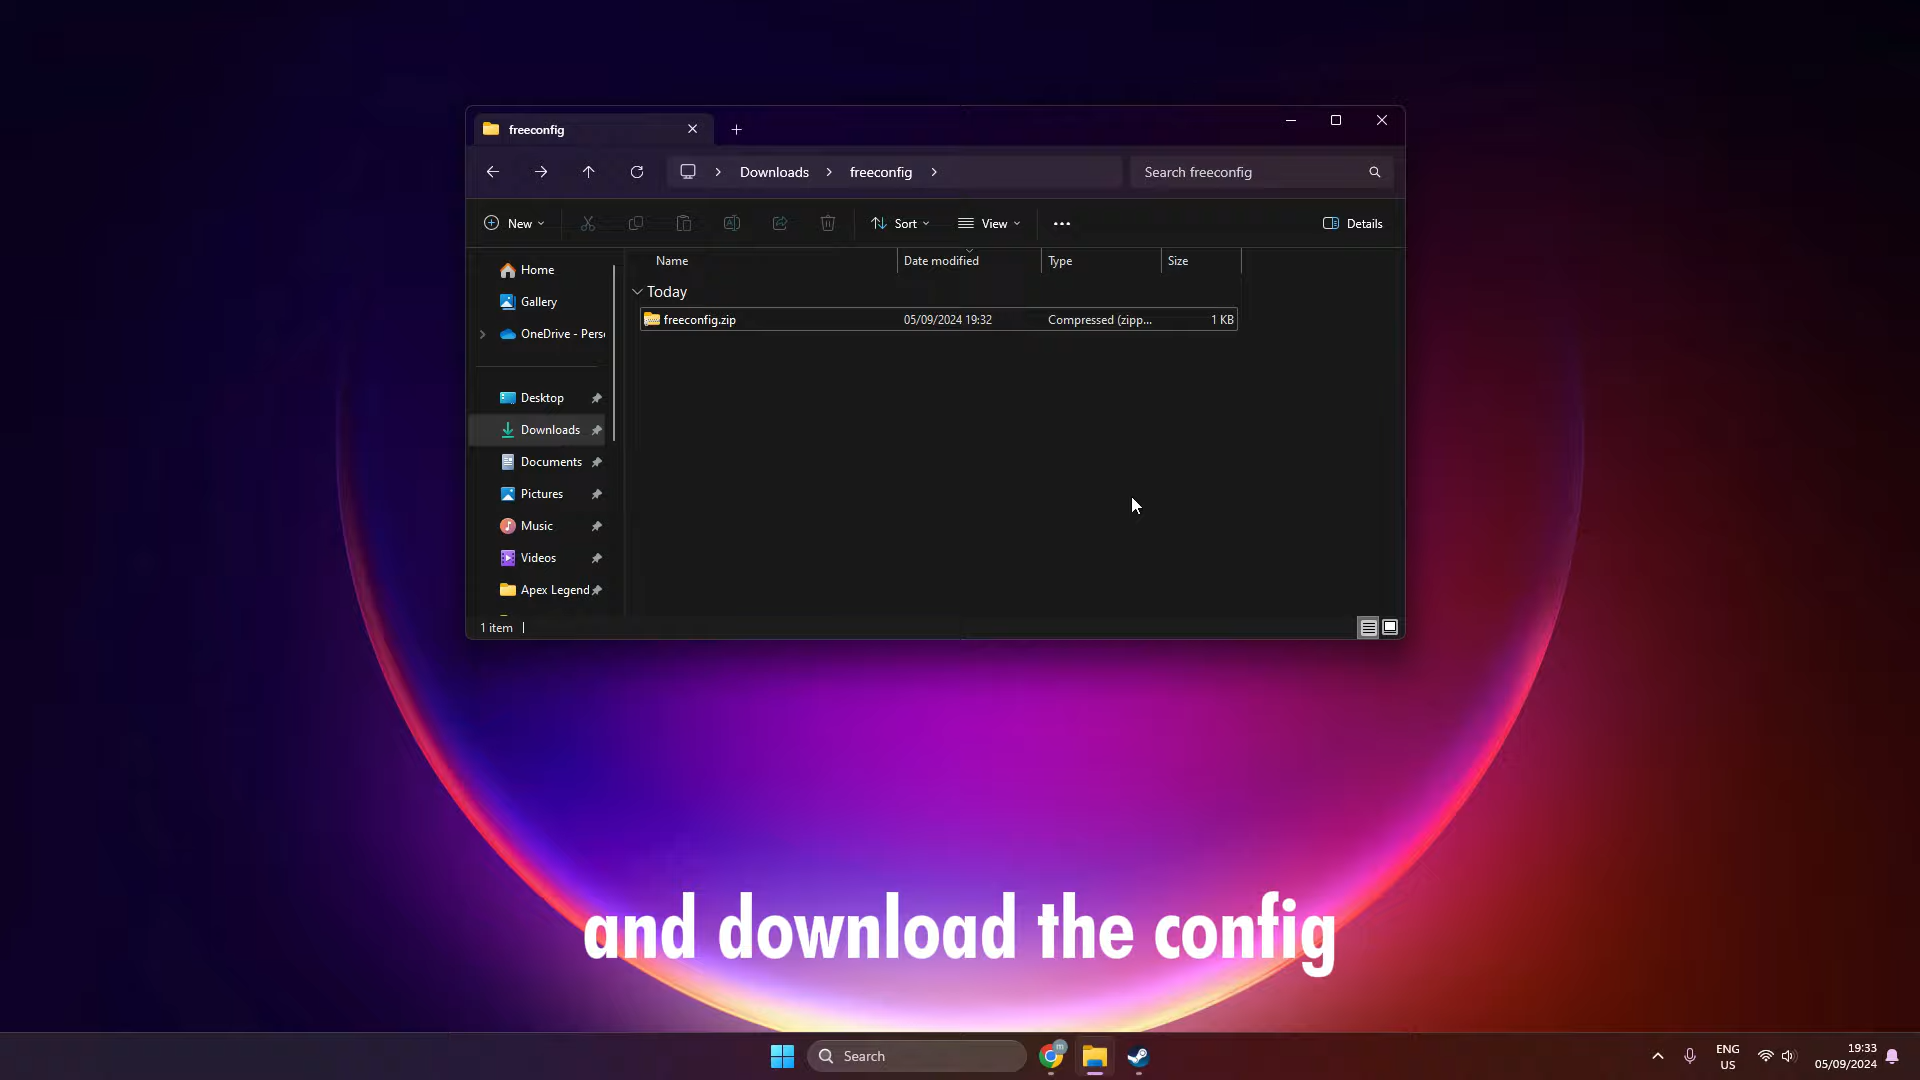 freeconfig
Downloads
freeconfig
Search freeconfig
New
Sort
View
Details
Name
Date modified
Type
Size
Home
Gallery
OneDrive - Pers
Today
freeconfig.zip
05/09/2024 19:32
Compressed (zipp...
1 KB
Desktop
Downloads
Documents
Pictures
Music
Videos
Apex Legend
1 item
and download the config
Search
m
ENG
US
19:33
05/09/2024